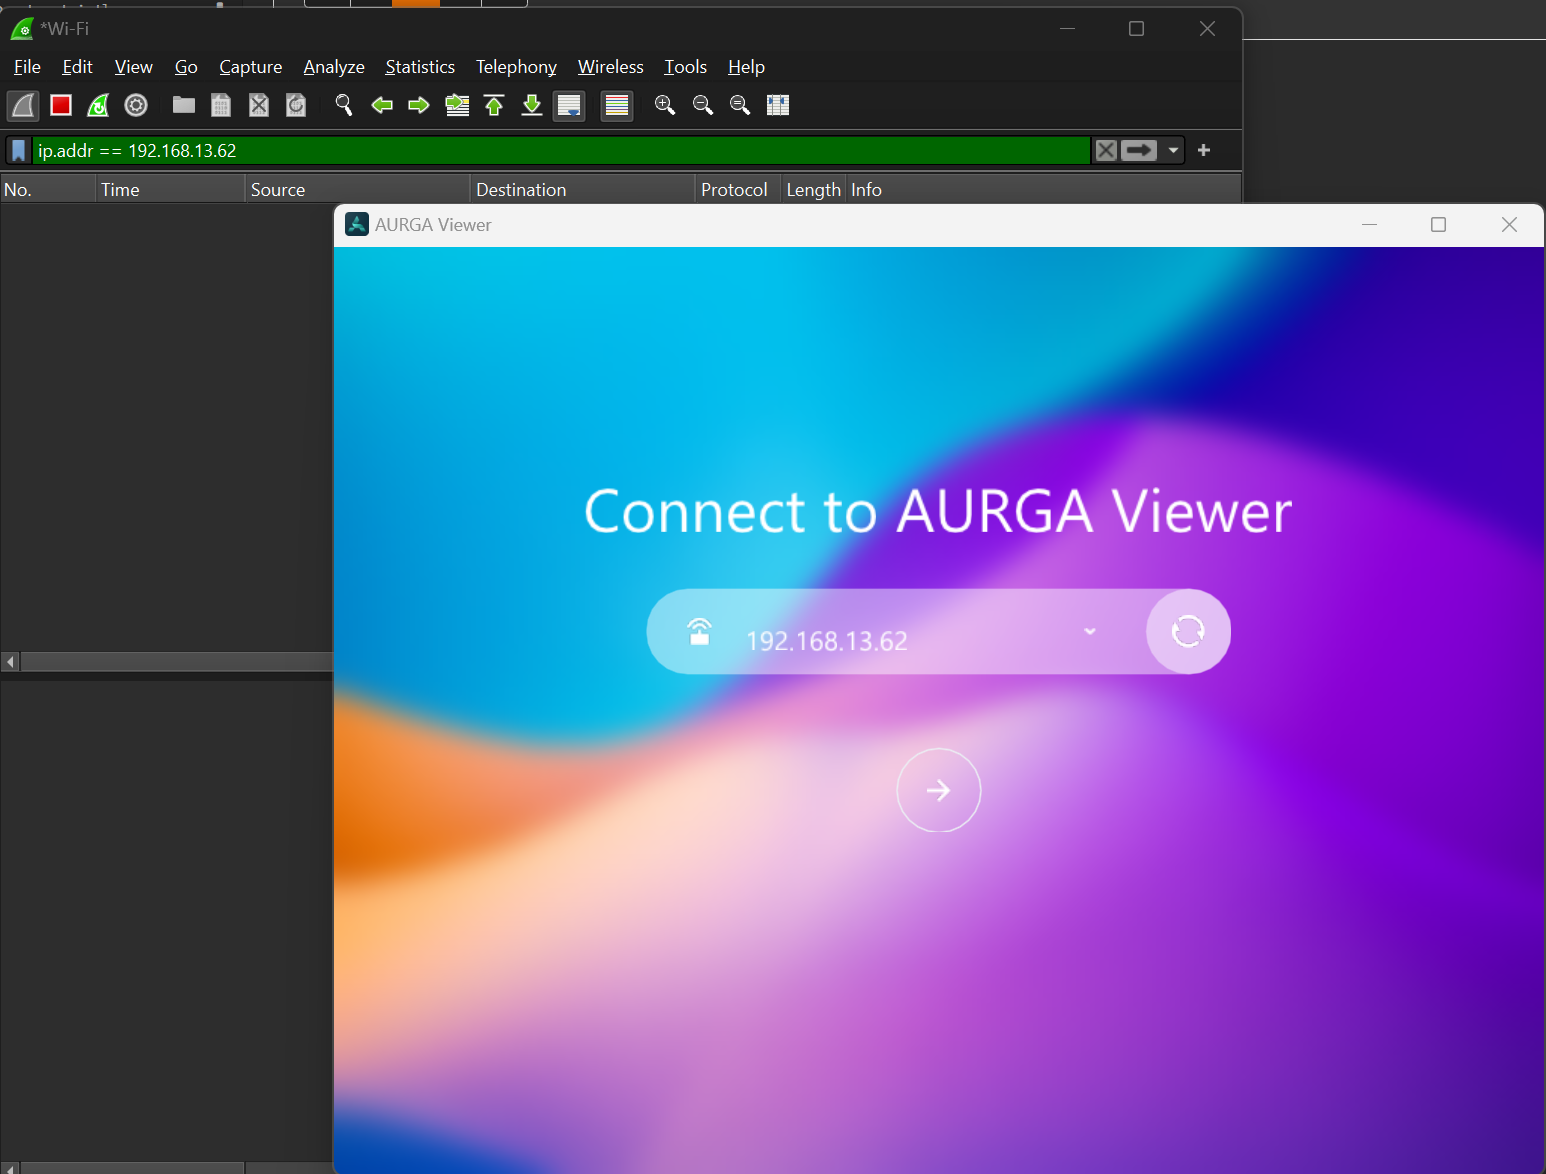 *Wi-Fi
File Edit View Go Capture Analyze Statistics Telephony Wireless Tools Help
ip.addr == 192.168.13.62
No. Time Source Destination Protocol Length Info
AURGA Viewer
Connect to AURGA Viewer
192.168.13.62